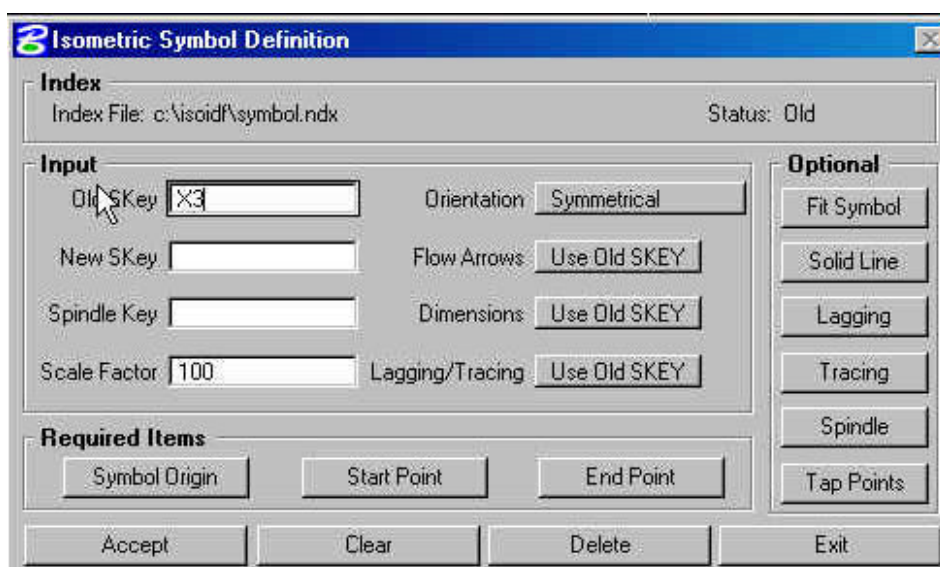 Isometric Symbol Definition
Index
Index File: c:\isoidf\symbol.ndx Status: Old
Input
Old SKey X3 Orientation Symmetrical
New SKey Flow Arrows Use Old SKEY
Spindle Key Dimensions Use Old SKEY
Scale Factor 100 Lagging/Tracing Use Old SKEY
Optional
Fit Symbol
Solid Line
Lagging
Tracing
Spindle
Tap Points
Required Items
Symbol Origin Start Point End Point
Accept Clear Delete Exit